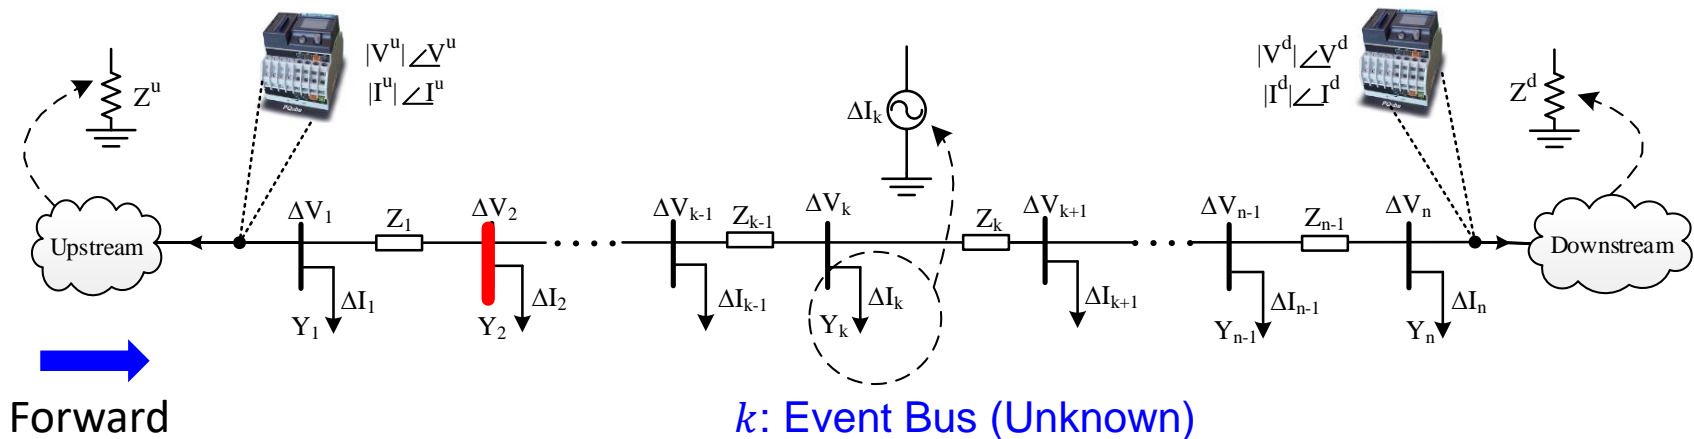 |V^u|∠V^u
|I^u|∠I^u
Z^u
PQube
ΔI_k
|V^d|∠V^d
|I^d|∠I^d
PQube
Z^d
Upstream
ΔV_1
Z_1
ΔV_2
ΔV_k-1
Z_k-1
ΔV_k
Z_k
ΔV_k+1
ΔV_n-1
Z_n-1
ΔV_n
Downstream
ΔI_1
ΔI_2
ΔI_k-1
ΔI_k
ΔI_k+1
ΔI_n-1
ΔI_n
Y_1
Y_2
Y_k
Y_n-1
Y_n
Forward
k: Event Bus (Unknown)